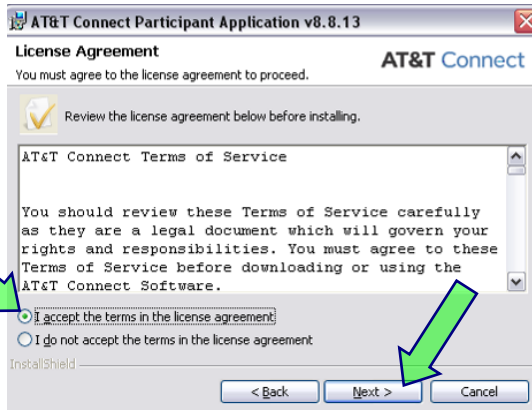 AT&T Connect Participant Application v8.8.13
License Agreement
You must agree to the license agreement to proceed.
AT&T Connect
Review the license agreement below before installing.
AT&T Connect Terms of Service
You should review these Terms of Service carefully
as they are a legal document which will govern your
rights and responsibilities. You must agree to these
Terms of Service before downloading or using the
AT&T Connect Software.
I accept the terms in the license agreement
I do not accept the terms in the license agreement
InstallShield
< Back
Next >
Cancel